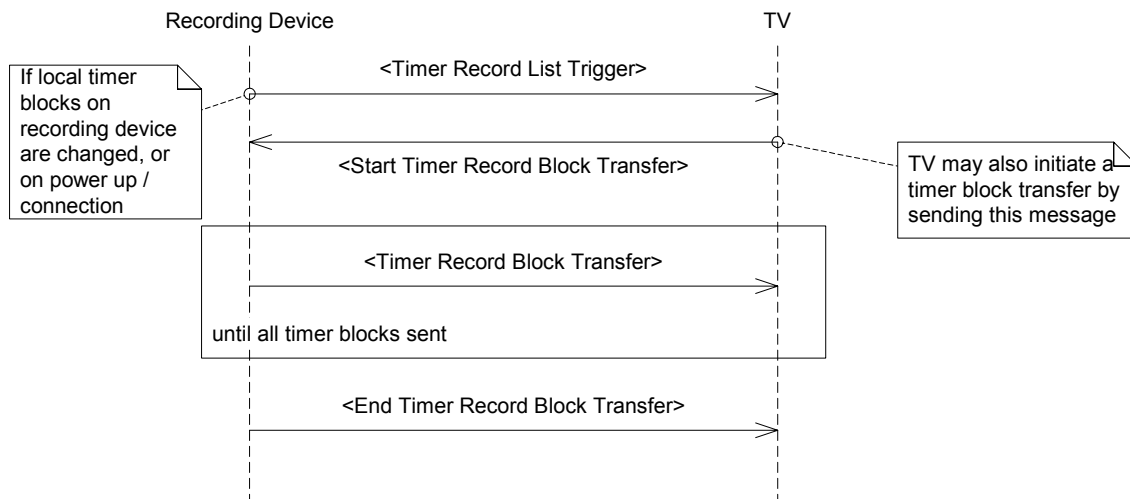 Recording Device
TV
<Timer Record List Trigger>
If local timer
blocks on
recording device
are changed, or
on power up /
connection
<Start Timer Record Block Transfer>
TV may also initiate a
timer block transfer by
sending this message
<Timer Record Block Transfer>
until all timer blocks sent
<End Timer Record Block Transfer>